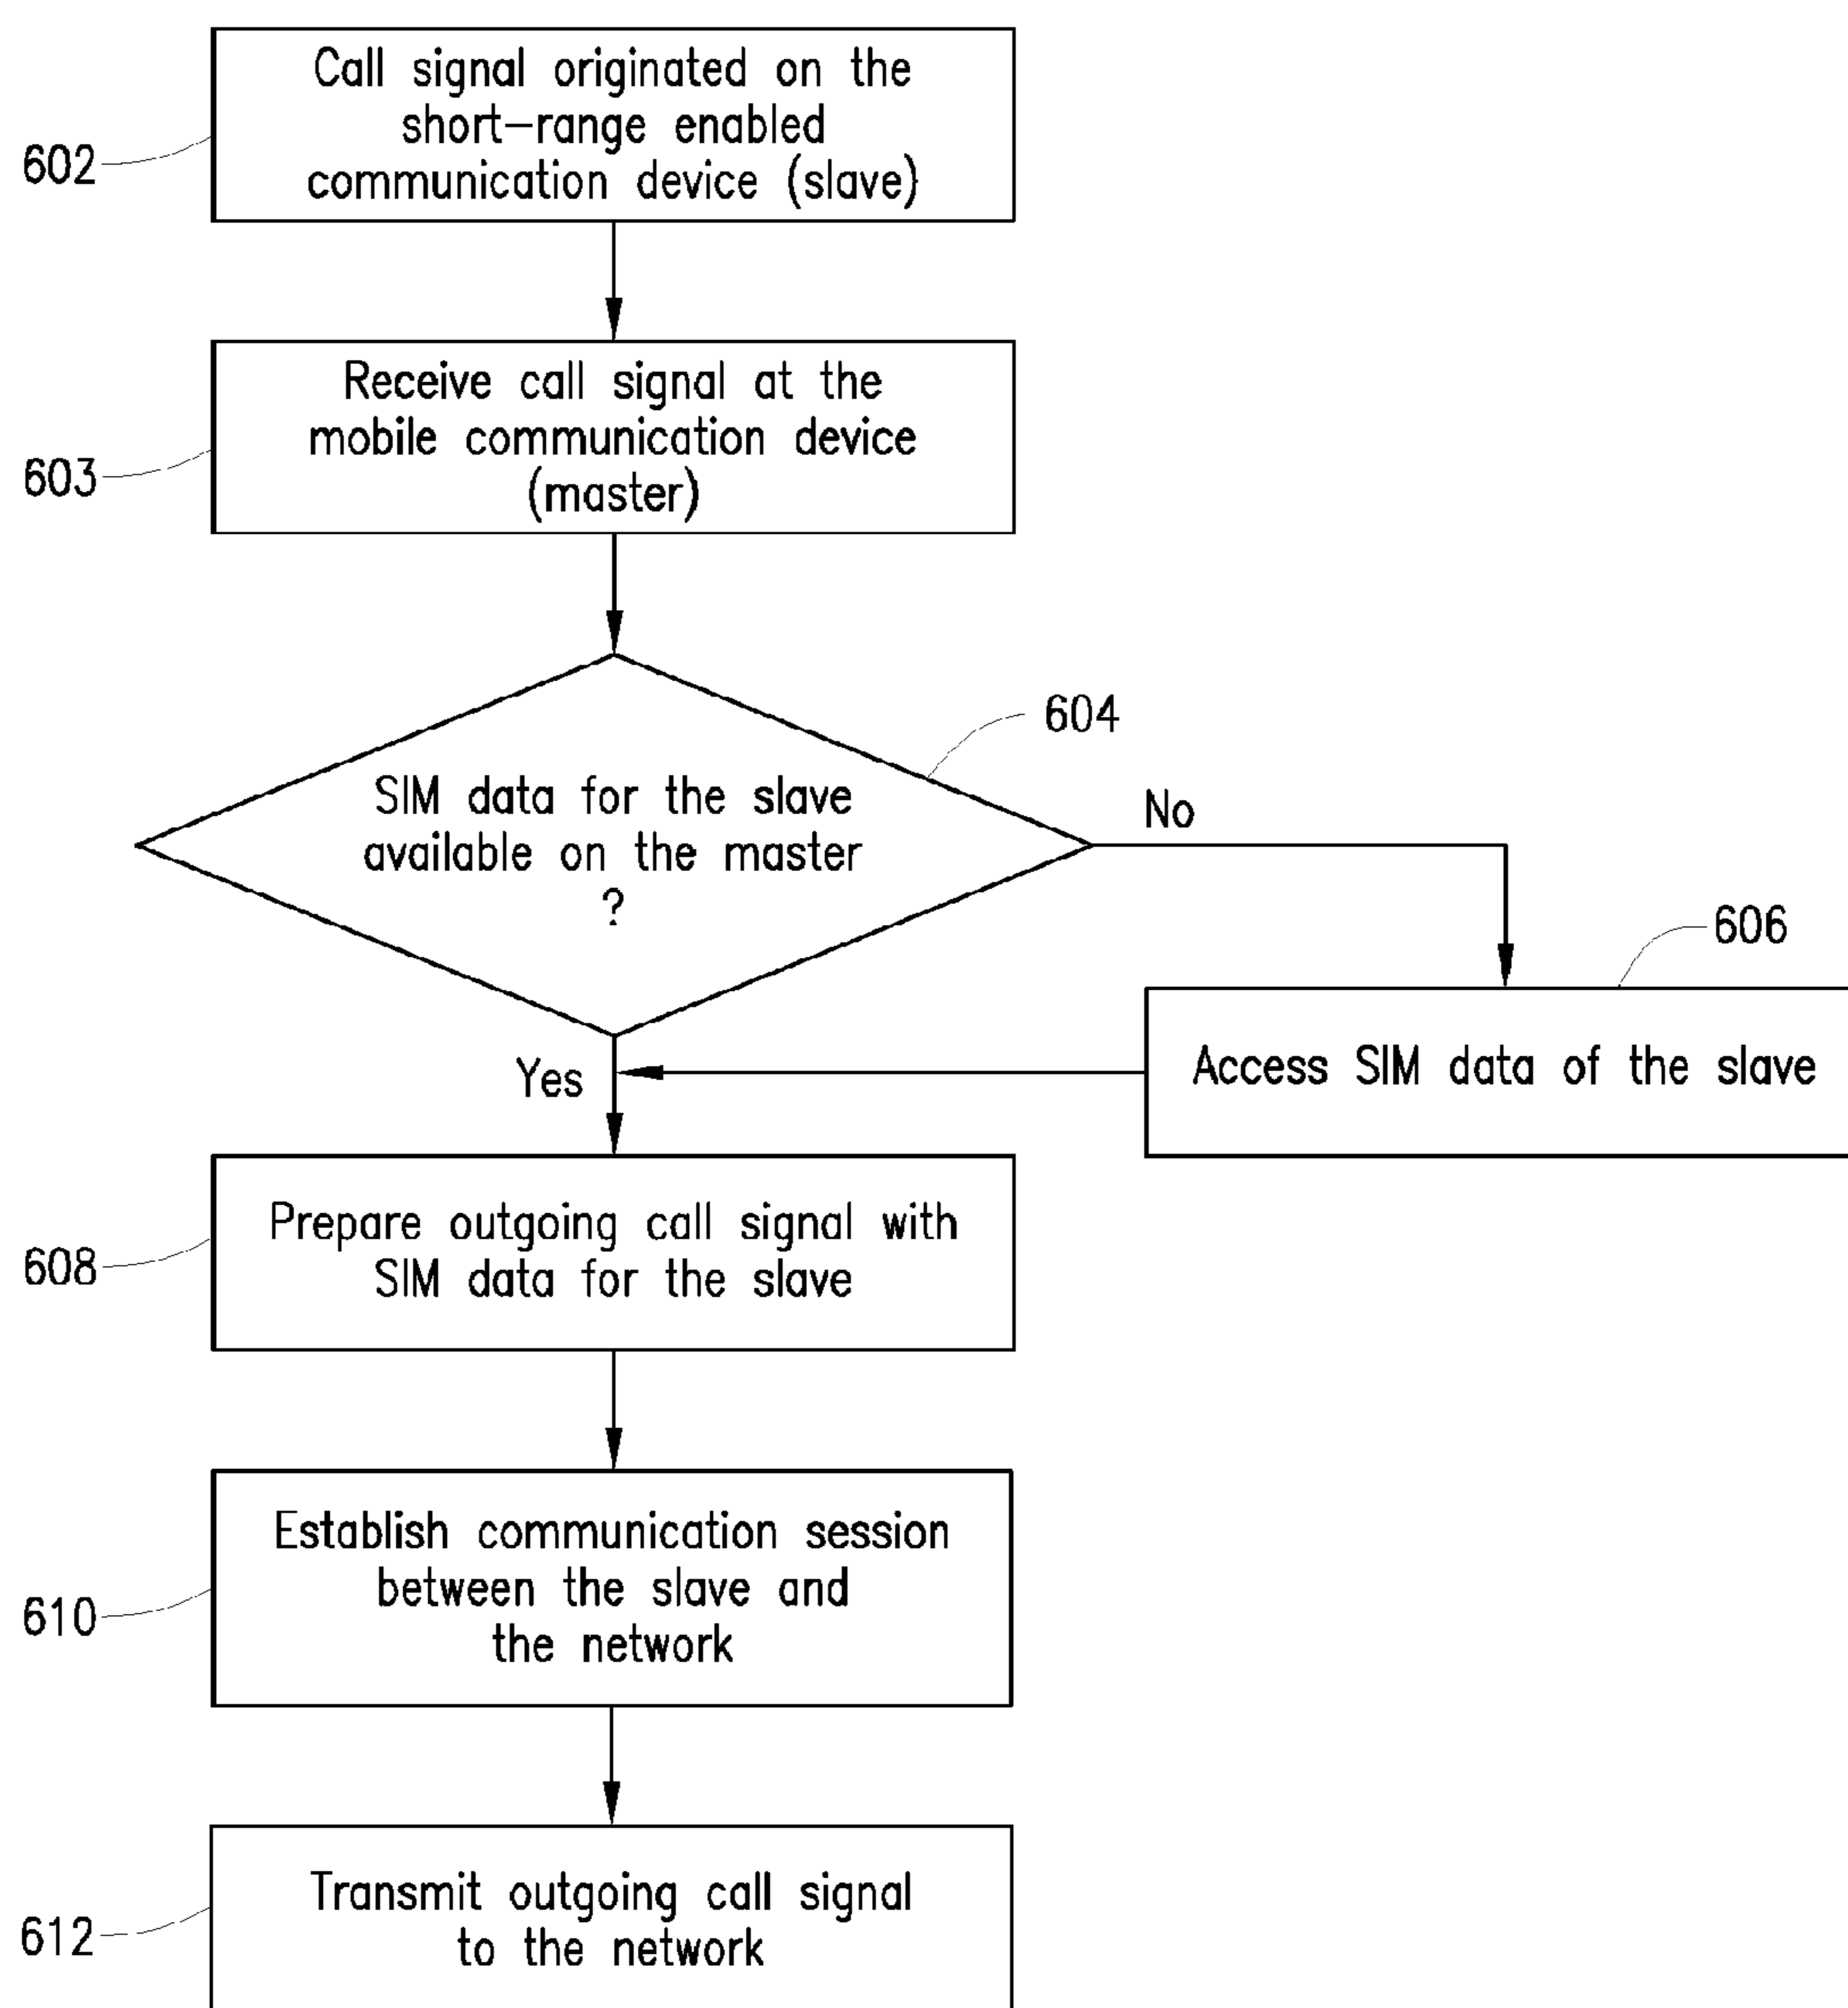 Call signal originated on the
short-range enabled
communication device (slave)
602
Receive call signal at the
mobile communication device
(master)
603
604
SIM data for the slave
available on the master
?
No
606
Access SIM data of the slave
Yes
Prepare outgoing call signal with
SIM data for the slave
608
Establish communication session
between the slave and
the network
610
Transmit outgoing call signal
to the network
612